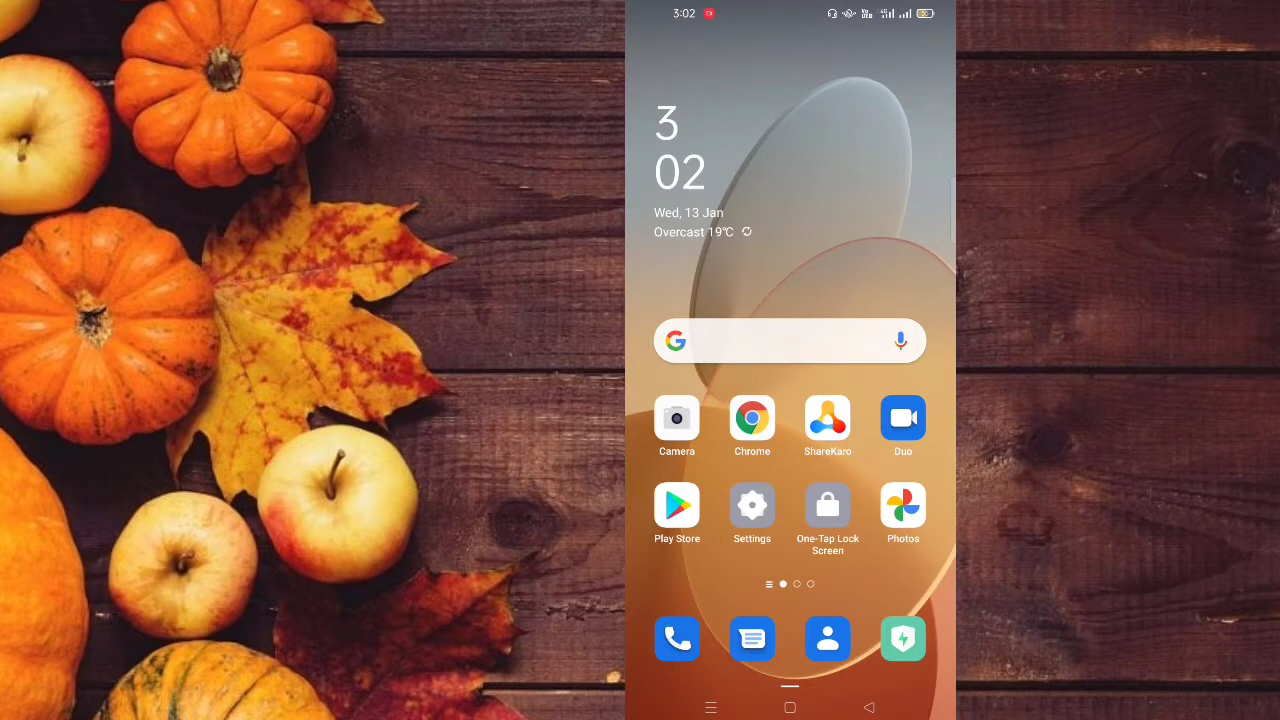 3:02
3
02
Wed, 13 Jan
Overcast 19℃
Camera
Chrome
ShareKaro
Duo
Play Store
Settings
One-Tap Lock
Screen
Photos